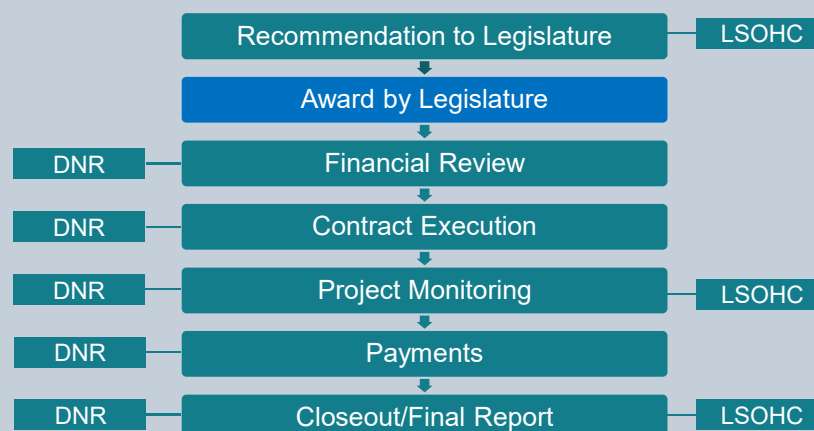 Recommendation to Legislature LSOHC
Award by Legislature
DNR Financial Review
DNR Contract Execution
DNR Project Monitoring LSOHC
DNR Payments
DNR Closeout/Final Report LSOHC